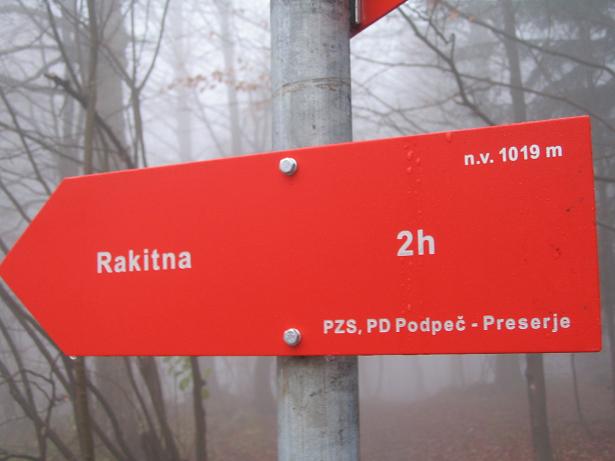 n.v. 1019 m
Rakitna 2h
PZS, PD Podpeč - Preserje